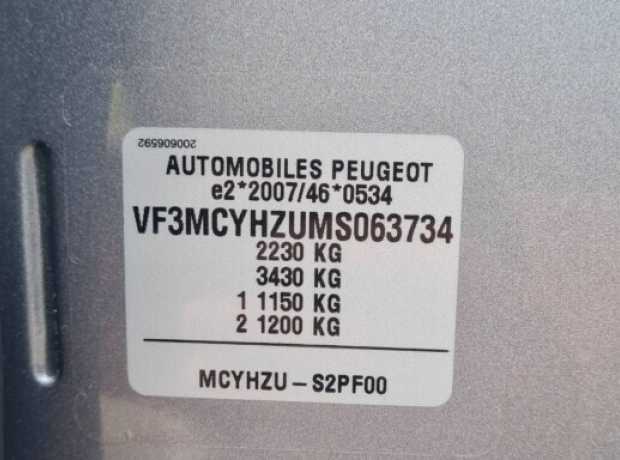 200606592
AUTOMOBILES PEUGEOT
e2*2007/46*0534
VF3MCYHZUMS063734
2230 KG
3430 KG
1 1150 KG
2 1200 KG
MCYHZU - S2PF00